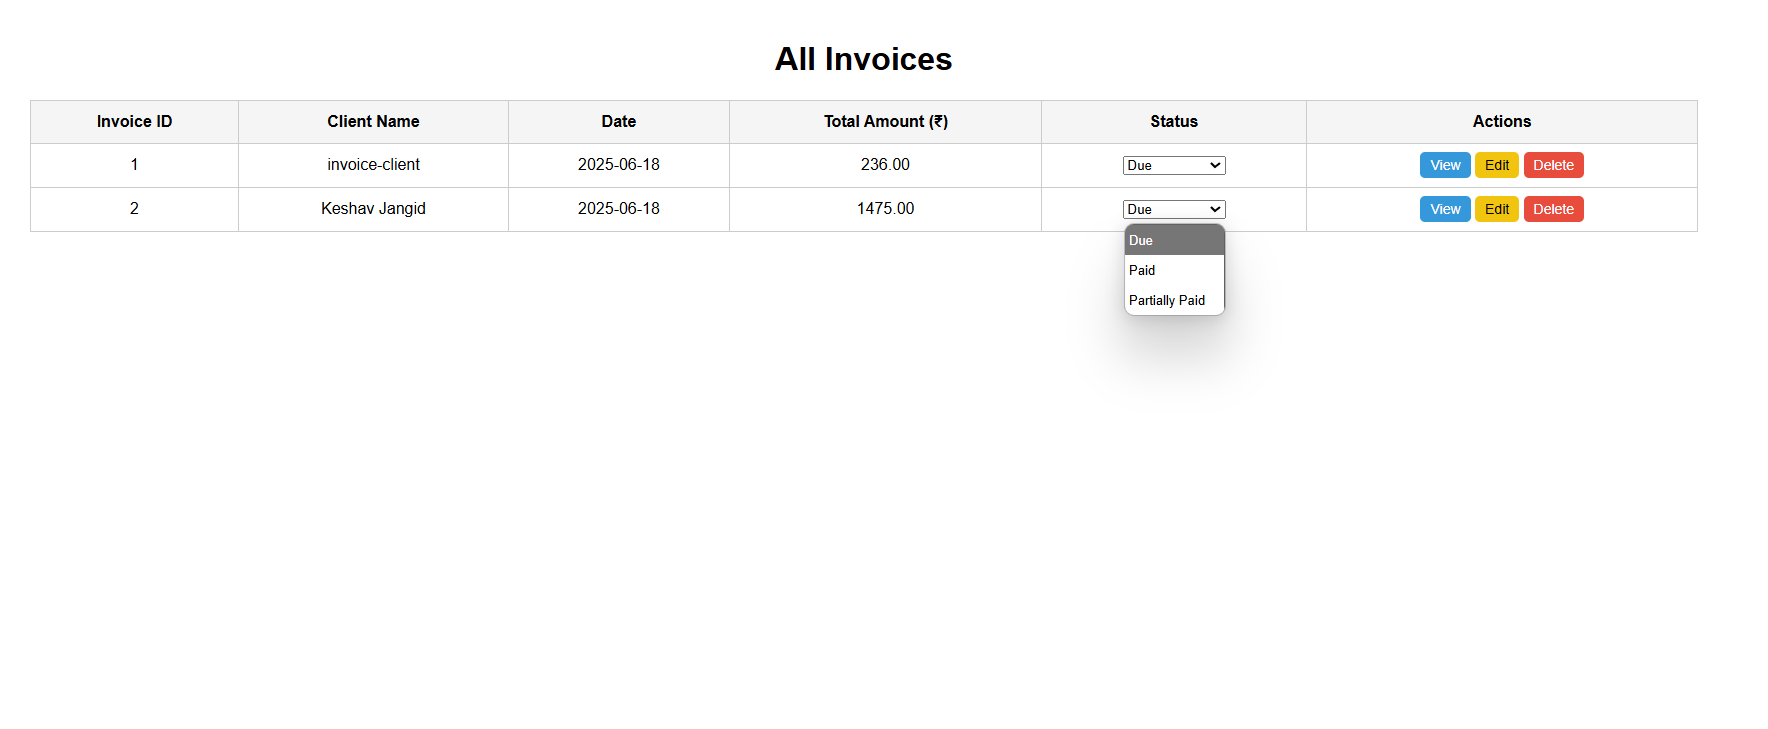 All Invoices
Invoice ID Client Name Date Total Amount (₹) Status Actions
1 invoice-client 2025-06-18 236.00 Due View Edit Delete
2 Keshav Jangid 2025-06-18 1475.00 Due View Edit Delete
Due
Paid
Partially Paid